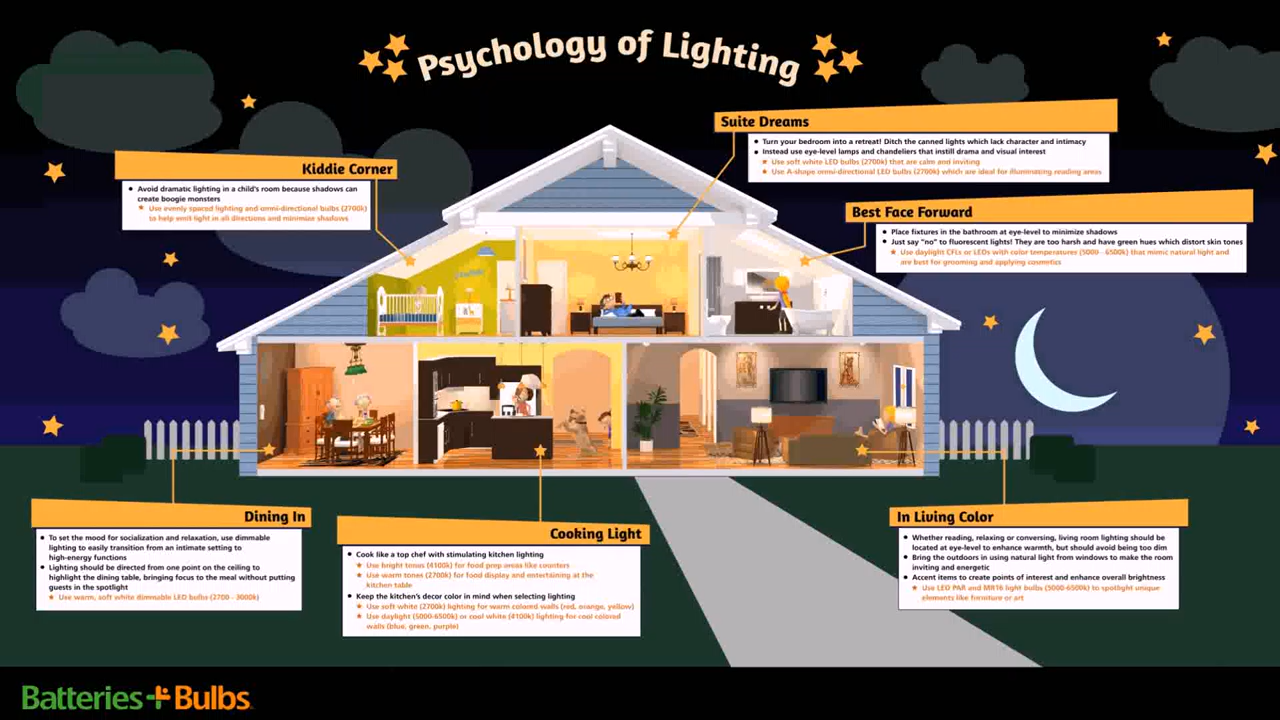 Psychology of Lighting
Suite Dreams
Turn your bedroom into a retreat! Ditch the canned lights which lack character and intimacy
Instead use eye-level lamps and chandeliers that instill drama and visual interest
Use soft white LED bulbs (2700k) that are calm and inviting
Use A-shape omni-directional LED bulbs (2700k) which are ideal for illuminating reading areas
Kiddie Corner
Avoid dramatic lighting in a child's room because shadows can
create boogie monsters
Use evenly spaced lighting and omni-directional bulbs (2700k)
to help emit light in all directions and minimize shadows
Best Face Forward
Place fixtures in the bathroom at eye-level to minimize shadows
Just say "no" to fluorescent lights! They are too harsh and have green hues which distort skin tones
Use daylight CFLs or LEDs with color temperatures (5000 - 6500k) that mimic natural light and
are best for grooming and applying cosmetics
Dining In
To set the mood for socialization and relaxation, use dimmable
lighting to easily transition from an intimate setting to
high-energy functions
Lighting should be directed from one point on the ceiling to
highlight the dining table, bringing focus to the meal without putting
guests in the spotlight
Use warm, soft white dimmable LED bulbs (2700 - 3000k)
Cooking Light
Cook like a top chef with stimulating kitchen lighting
Use bright tones (4100k) for food prep areas like counters
Use warm tones (2700k) for food display and entertaining at the
kitchen table
Keep the kitchen's decor color in mind when selecting lighting
Use soft white (2700k) lighting for warm colored walls (red, orange, yellow)
Use daylight (5000-6500k) or cool white (4100k) lighting for cool colored
walls (blue, green, purple)
In Living Color
Whether reading, relaxing or conversing, living room lighting should be
located at eye-level to enhance warmth, but should avoid being too dim
Bring the outdoors in using natural light from windows to make the room
inviting and energetic
Accent items to create points of interest and enhance overall brightness
Use LED PAR and MR16 light bulbs (5000-6500k) to spotlight unique
elements like furniture or art
Batteries+Bulbs